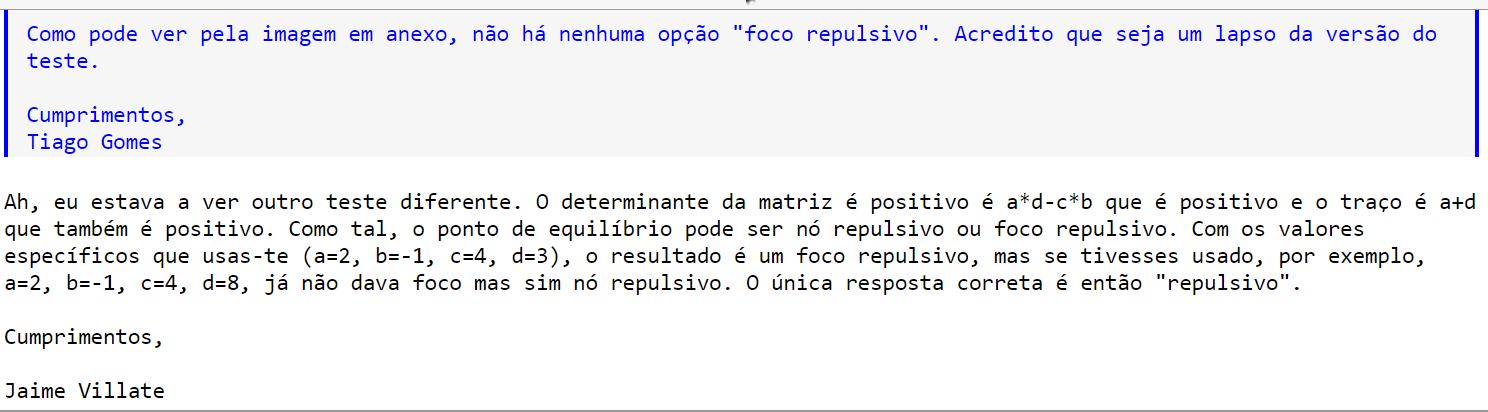 Como pode ver pela imagem em anexo, não há nenhuma opção "foco repulsivo". Acredito que seja um lapso da versão do
teste.
Cumprimentos,
Tiago Gomes
Ah, eu estava a ver outro teste diferente. O determinante da matriz é positivo é a*d-c*b que é positivo e o traço é a+d
que também é positivo. Como tal, o ponto de equilíbrio pode ser nó repulsivo ou foco repulsivo. Com os valores
específicos que usas-te (a=2, b=-1, c=4, d=3), o resultado é um foco repulsivo, mas se tivesses usado, por exemplo,
a=2, b=-1, c=4, d=8, já não dava foco mas sim nó repulsivo. O única resposta correta é então "repulsivo".
Cumprimentos,
Jaime Villate